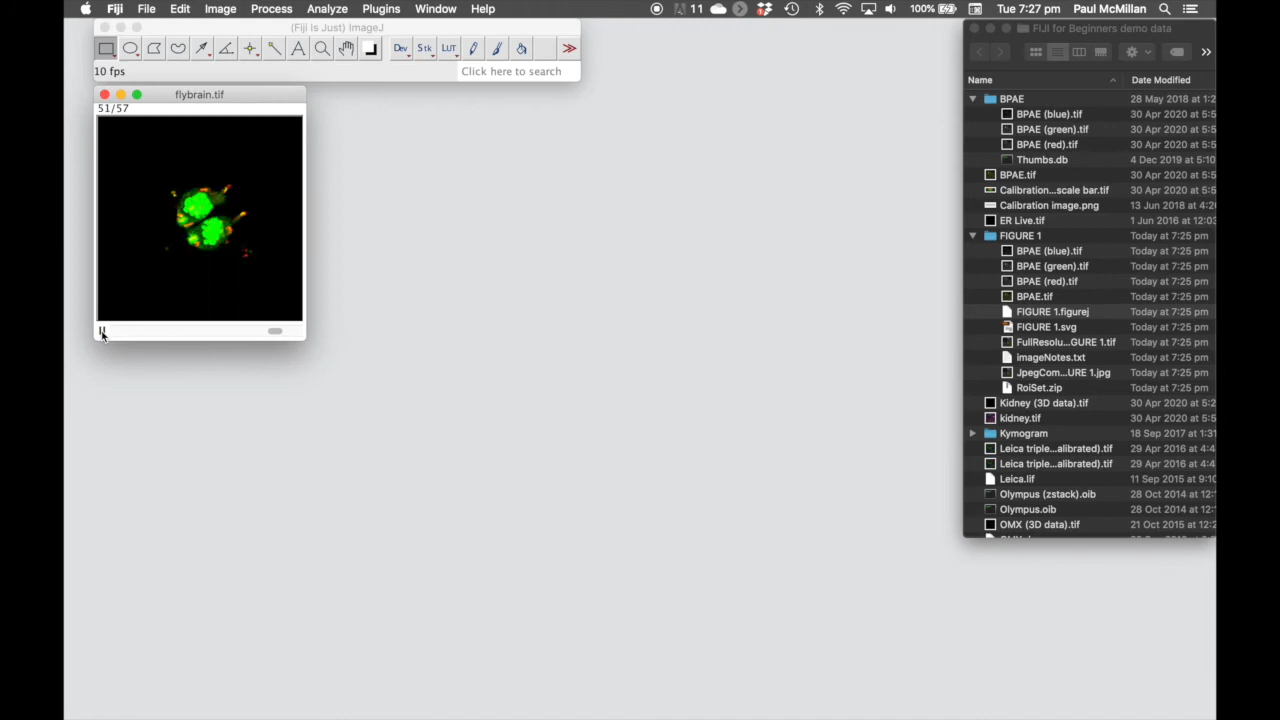 Fiji File Edit Image Process Analyze Plugins Window Help 11 100% Tue 7:27 pm Paul McMillan
(Fiji Is Just) ImageJ
Dev Stk LUT
10 fps Click here to search
flybrain.tif
51/57
FIJI for Beginners demo data
Name Date Modified
BPAE 28 May 2018 at 1:2
BPAE (blue).tif 30 Apr 2020 at 5:5
BPAE (green).tif 30 Apr 2020 at 5:5
BPAE (red).tif 30 Apr 2020 at 5:5
Thumbs.db 4 Dec 2019 at 5:10
BPAE.tif 30 Apr 2020 at 5:5
Calibration...scale bar.tif 30 Apr 2020 at 5:5
Calibration image.png 13 Jun 2018 at 4:2
ER Live.tif 1 Jun 2016 at 12:03
FIGURE 1 Today at 7:25 pm
BPAE (blue).tif Today at 7:25 pm
BPAE (green).tif Today at 7:25 pm
BPAE (red).tif Today at 7:25 pm
BPAE.tif Today at 7:25 pm
FIGURE 1.figurej Today at 7:25 pm
FIGURE 1.svg Today at 7:25 pm
FullResolu...GURE 1.tif Today at 7:25 pm
imageNotes.txt Today at 7:25 pm
JpegCom...URE 1.jpg Today at 7:25 pm
RoiSet.zip Today at 7:25 pm
Kidney (3D data).tif 30 Apr 2020 at 5:2
kidney.tif 30 Apr 2020 at 5:5
Kymogram 18 Sep 2017 at 1:31
Leica triple...alibrated).tif 29 Apr 2016 at 4:4
Leica triple...alibrated).tif 29 Apr 2016 at 4:4
Leica.lif 11 Sep 2015 at 9:10
Olympus (zstack).oib 28 Oct 2014 at 12:
Olympus.oib 28 Oct 2014 at 12:
OMX (3D data).tif 21 Oct 2015 at 12:2